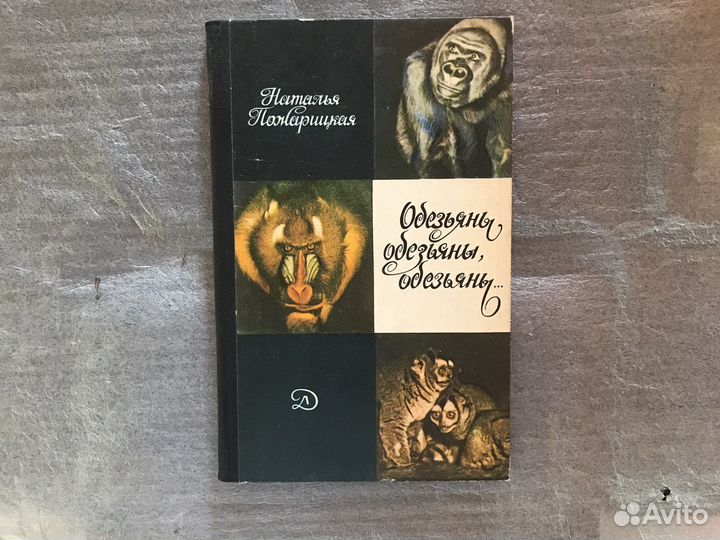 Наталья
Пожарицкая
Обезьяны,
обезьяны,
обезьяны...
Д
Avito